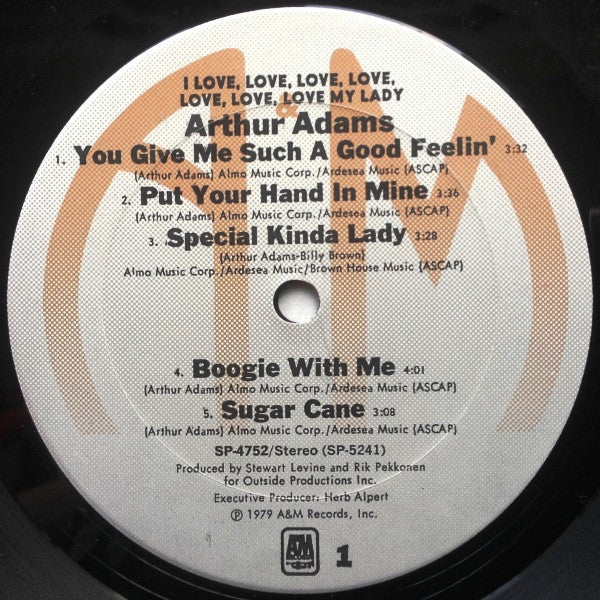 I LOVE, LOVE, LOVE, LOVE,
LOVE, LOVE, LOVE MY LADY
Arthur Adams
1. You Give Me Such A Good Feelin' 3:32
(Arthur Adams) Almo Music Corp./Ardesea Music (ASCAP)
2. Put Your Hand In Mine 3:36
(Arthur Adams) Almo Music Corp./Ardesea Music (ASCAP)
3. Special Kinda Lady 3:28
(Arthur Adams-Billy Brown)
Almo Music Corp./Ardesea Music/Brown House Music (ASCAP)
4. Boogie With Me 4:01
(Arthur Adams) Almo Music Corp./Ardesea Music (ASCAP)
5. Sugar Cane 3:08
(Arthur Adams) Almo Music Corp./Ardesea Music (ASCAP)
SP-4752/Stereo (SP-5241)
Produced by Stewart Levine and Rik Pekkonen
for Outside Productions Inc.
Executive Producer: Herb Alpert
℗ 1979 A&M Records, Inc.
A&M 1